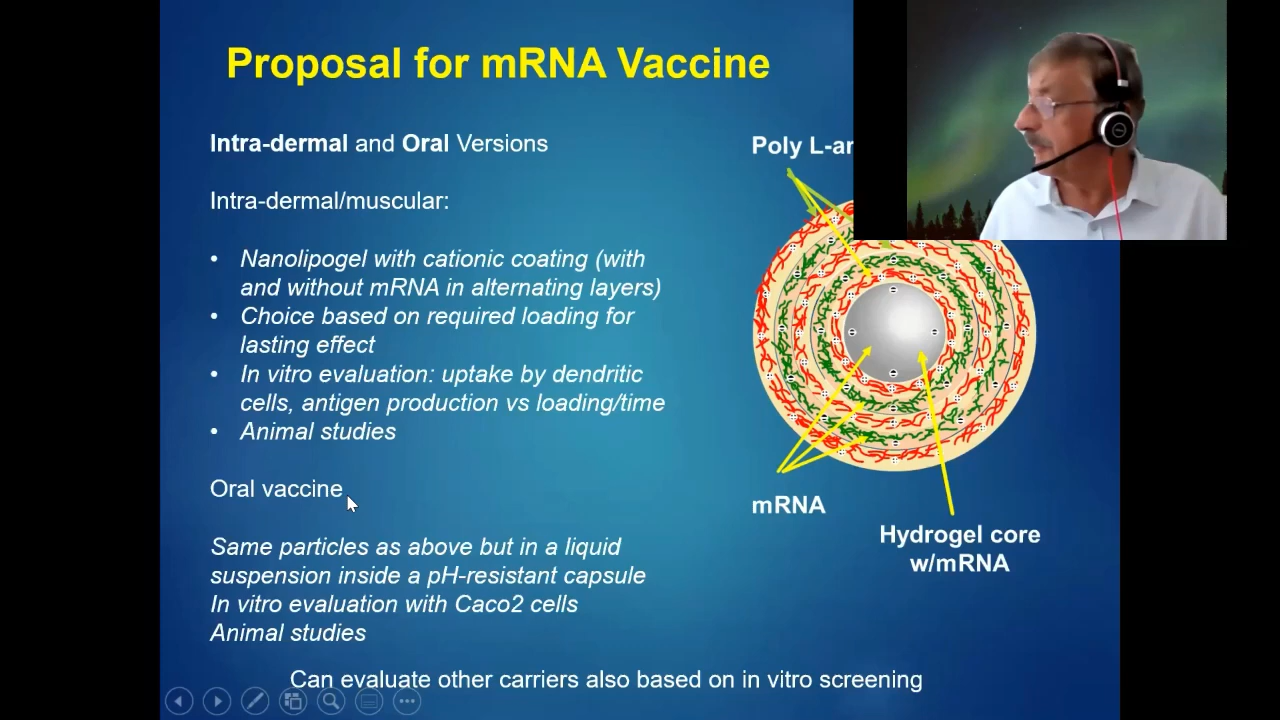 Proposal for mRNA Vaccine
Intra-dermal and Oral Versions
Intra-dermal/muscular:
• Nanolipogel with cationic coating (with
and without mRNA in alternating layers)
• Choice based on required loading for
lasting effect
• In vitro evaluation: uptake by dendritic
cells, antigen production vs loading/time
• Animal studies
Oral vaccine
Same particles as above but in a liquid
suspension inside a pH-resistant capsule
In vitro evaluation with Caco2 cells
Animal studies
Can evaluate other carriers also based on in vitro screening
Poly
mRNA
Hydrogel core
w/mRNA